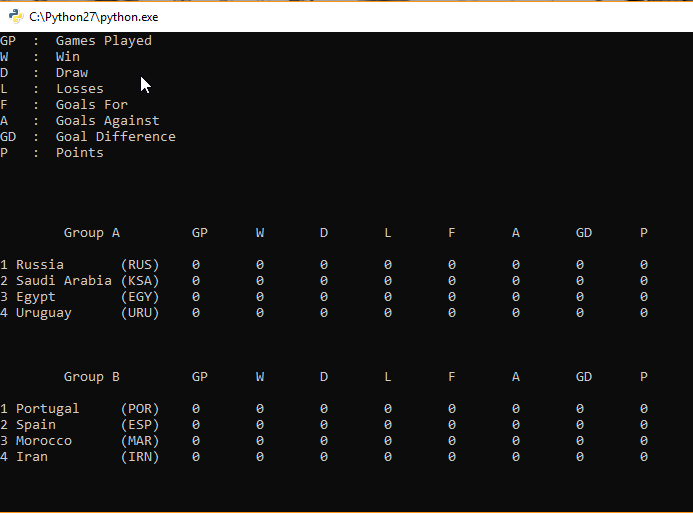 C:\Python27\python.exe
GP : Games Played
W : Win
D : Draw
L : Losses
F : Goals For
A : Goals Against
GD : Goal Difference
P : Points
Group A GP W D L F A GD P
1 Russia (RUS) 0 0 0 0 0 0 0 0
2 Saudi Arabia (KSA) 0 0 0 0 0 0 0 0
3 Egypt (EGY) 0 0 0 0 0 0 0 0
4 Uruguay (URU) 0 0 0 0 0 0 0 0
Group B GP W D L F A GD P
1 Portugal (POR) 0 0 0 0 0 0 0 0
2 Spain (ESP) 0 0 0 0 0 0 0 0
3 Morocco (MAR) 0 0 0 0 0 0 0 0
4 Iran (IRN) 0 0 0 0 0 0 0 0